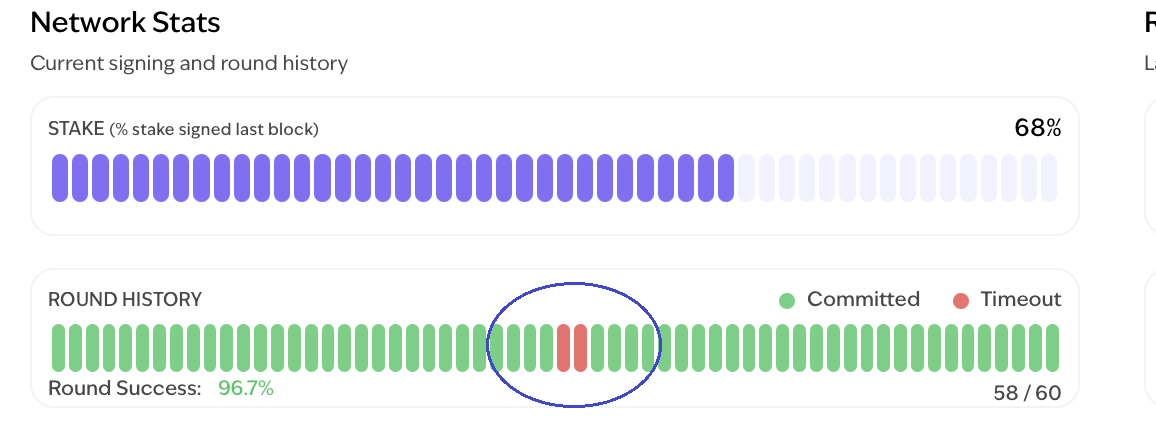 Network Stats
Current signing and round history
STAKE (% stake signed last block)
68%
ROUND HISTORY
Committed
Timeout
Round Success: 96.7%
58 / 60